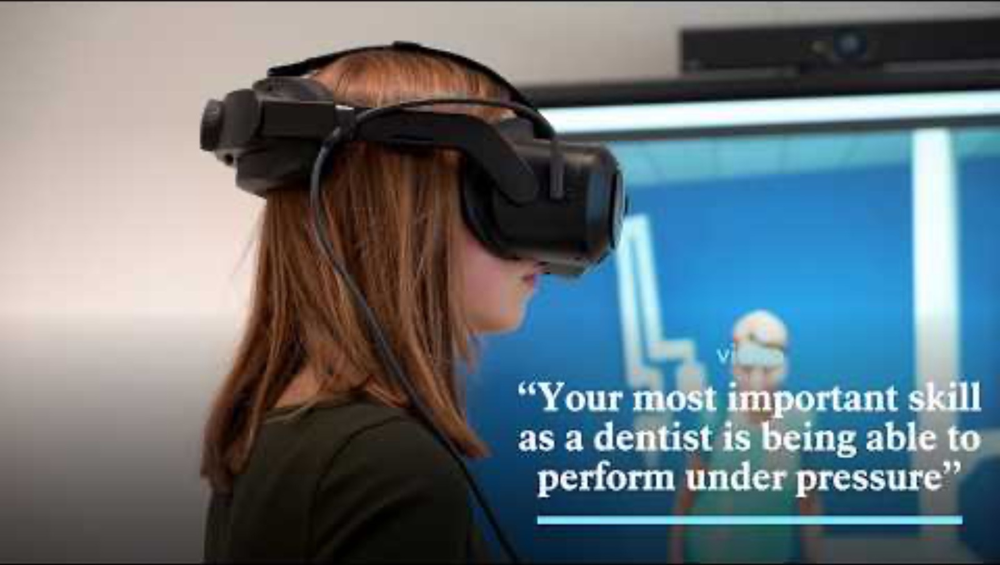 “Your most important skill
as a dentist is being able to
perform under pressure”